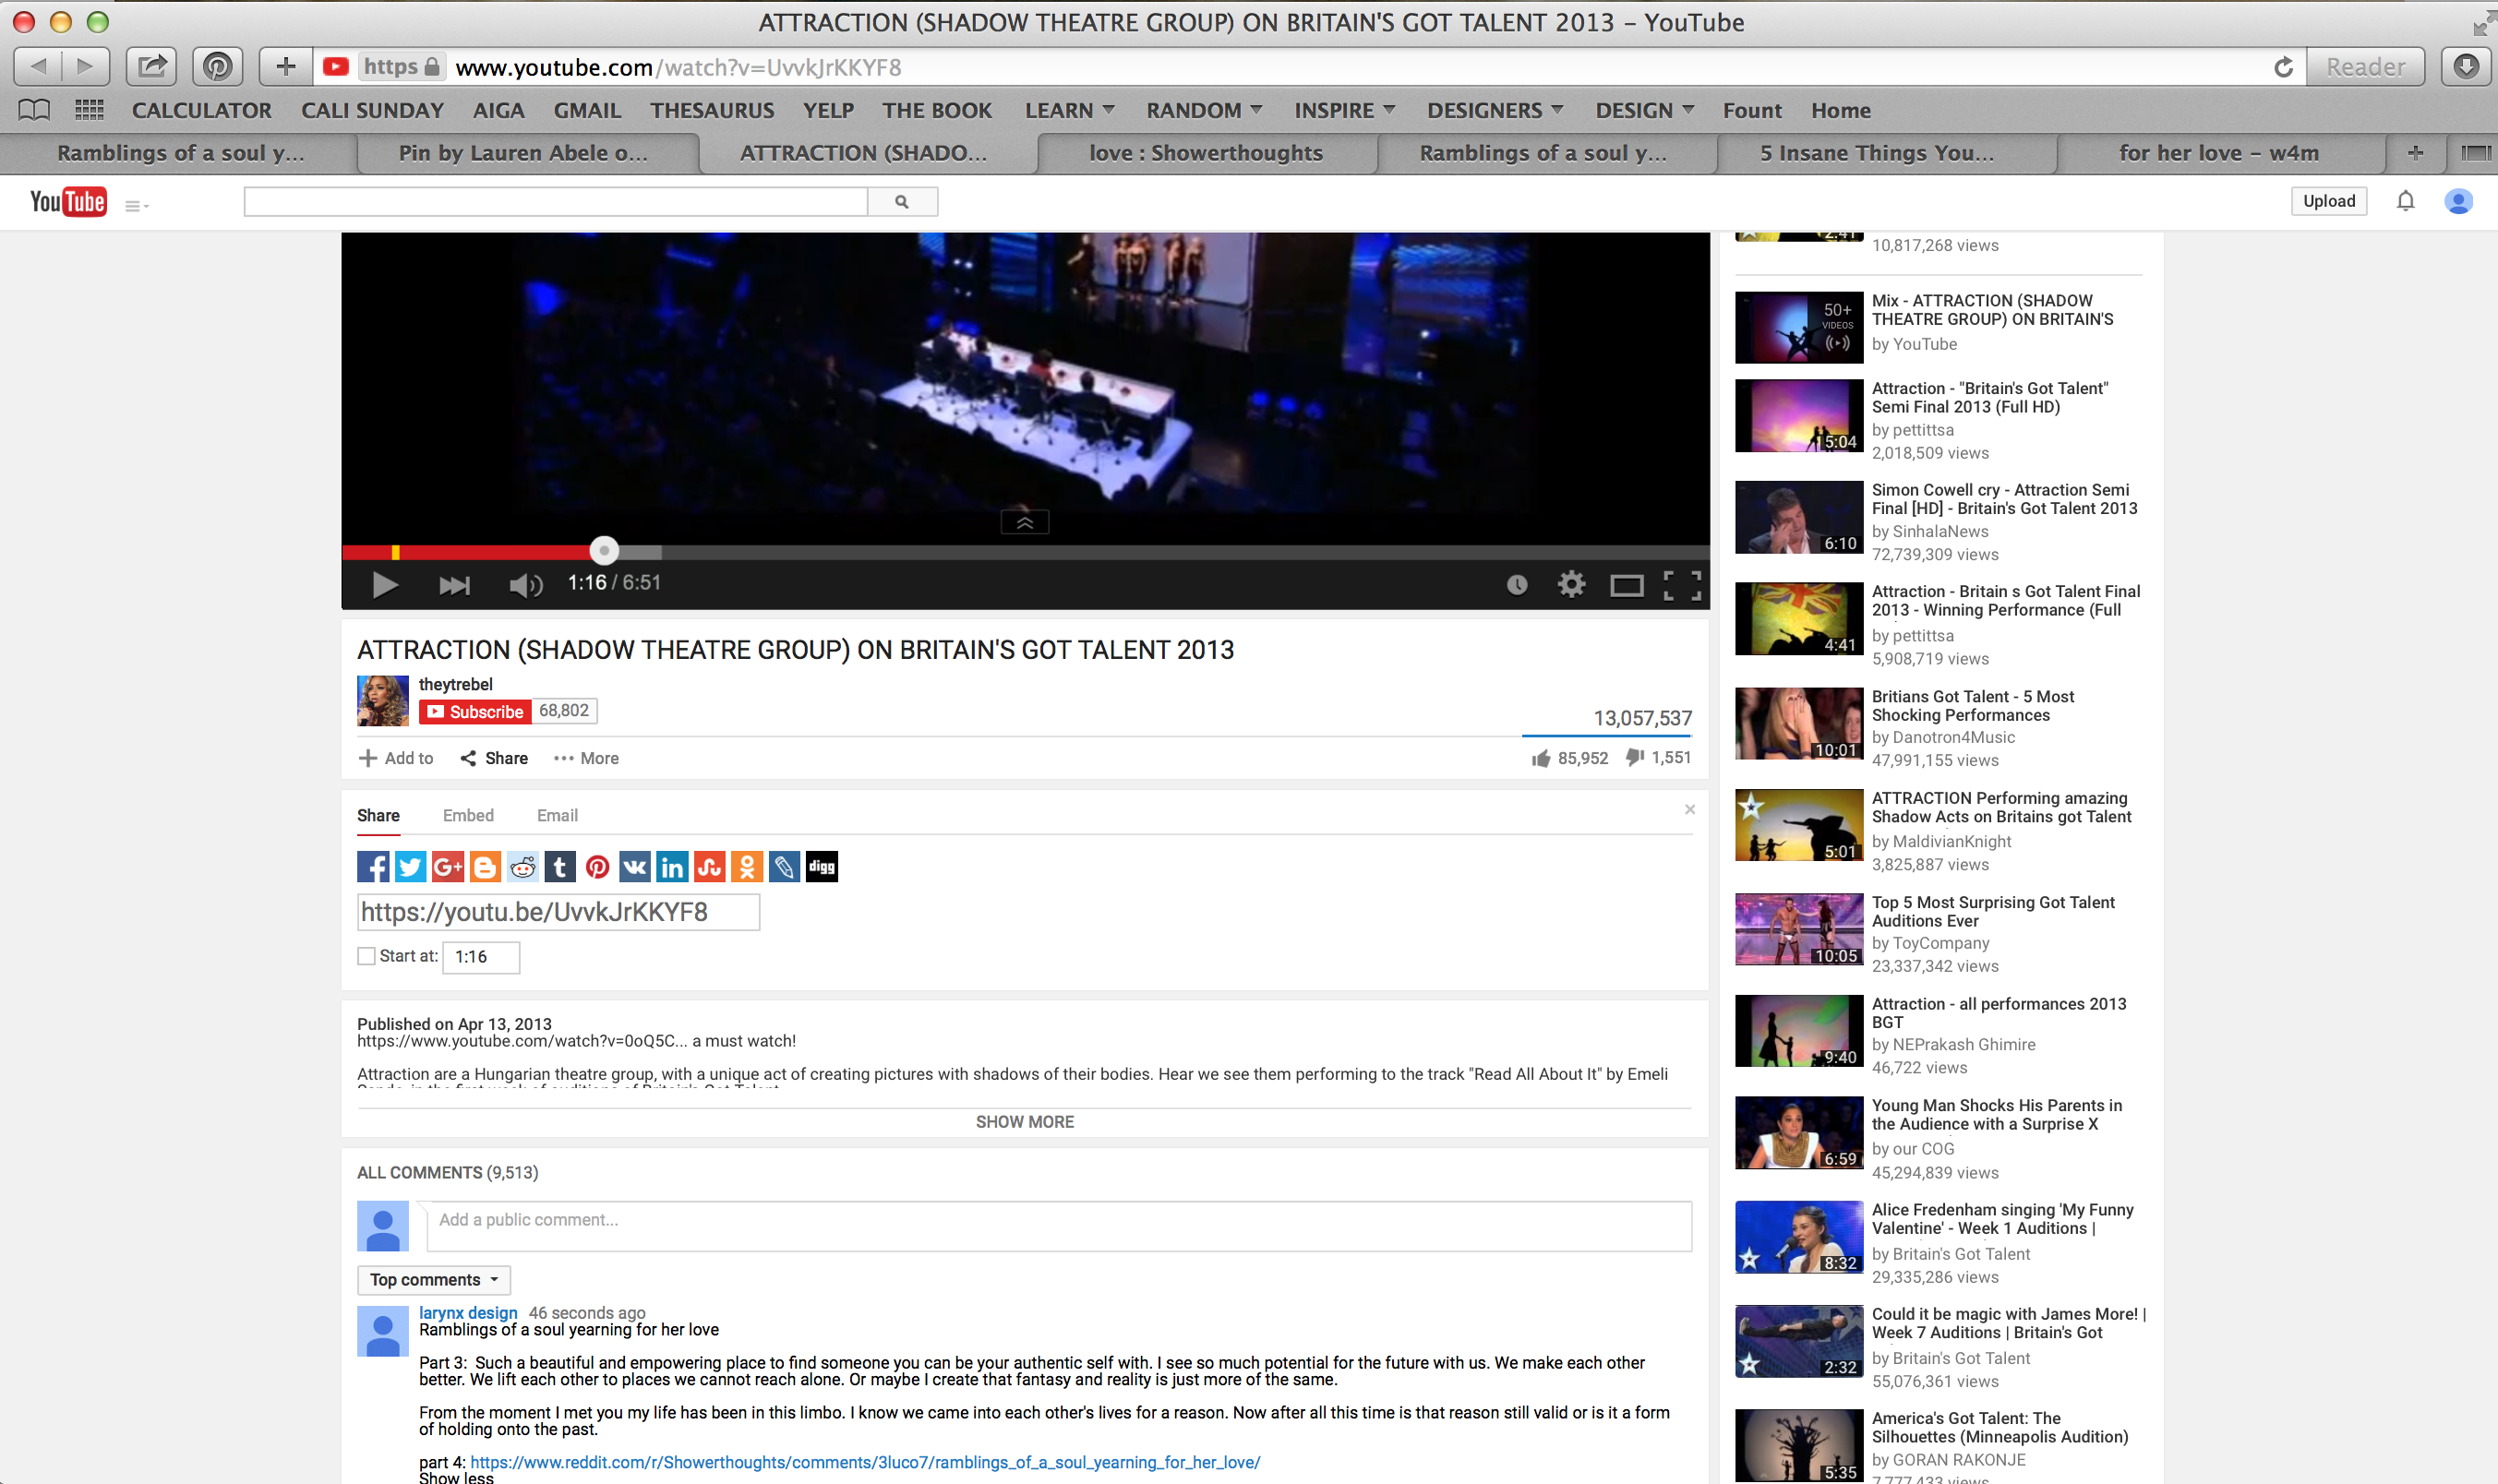 ATTRACTION (SHADOW THEATRE GROUP) ON BRITAIN'S GOT TALENT 2013 – YouTube
https www.youtube.com/watch?v=UvvkJrKKYF8 Reader
CALCULATOR CALI SUNDAY AIGA GMAIL THESAURUS YELP THE BOOK LEARN RANDOM INSPIRE DESIGNERS DESIGN Fount Home
Ramblings of a soul y... Pin by Lauren Abele o... ATTRACTION (SHADO... love : Showerthoughts Ramblings of a soul y... 5 Insane Things You... for her love – w4m
YouTube Upload
1:16 / 6:51
ATTRACTION (SHADOW THEATRE GROUP) ON BRITAIN'S GOT TALENT 2013
theytrebel
Subscribe 68,802
13,057,537
Add to Share More 85,952 1,551
Share Embed Email
G+ digg
https://youtu.be/UvvkJrKKYF8
Start at: 1:16
Published on Apr 13, 2013
https://www.youtube.com/watch?v=0oQ5C... a must watch!
Attraction are a Hungarian theatre group, with a unique act of creating pictures with shadows of their bodies. Hear we see them performing to the track "Read All About It" by Emeli
SHOW MORE
ALL COMMENTS (9,513)
Add a public comment...
Top comments
larynx design 46 seconds ago
Ramblings of a soul yearning for her love
Part 3: Such a beautiful and empowering place to find someone you can be your authentic self with. I see so much potential for the future with us. We make each other
better. We lift each other to places we cannot reach alone. Or maybe I create that fantasy and reality is just more of the same.
From the moment I met you my life has been in this limbo. I know we came into each other's lives for a reason. Now after all this time is that reason still valid or is it a form
of holding onto the past.
part 4: https://www.reddit.com/r/Showerthoughts/comments/3luco7/ramblings_of_a_soul_yearning_for_her_love/
Show less
2:41
10,817,268 views
50+
VIDEOS
Mix - ATTRACTION (SHADOW
THEATRE GROUP) ON BRITAIN'S
by YouTube
5:04
Attraction - "Britain's Got Talent"
Semi Final 2013 (Full HD)
by pettittsa
2,018,509 views
6:10
Simon Cowell cry - Attraction Semi
Final [HD] - Britain's Got Talent 2013
by SinhalaNews
72,739,309 views
4:41
Attraction - Britain s Got Talent Final
2013 - Winning Performance (Full
by pettittsa
5,908,719 views
10:01
Britians Got Talent - 5 Most
Shocking Performances
by Danotron4Music
47,991,155 views
5:01
ATTRACTION Performing amazing
Shadow Acts on Britains got Talent
by MaldivianKnight
3,825,887 views
10:05
Top 5 Most Surprising Got Talent
Auditions Ever
by ToyCompany
23,337,342 views
9:40
Attraction - all performances 2013
BGT
by NEPrakash Ghimire
46,722 views
6:59
Young Man Shocks His Parents in
the Audience with a Surprise X
by our COG
45,294,839 views
8:32
Alice Fredenham singing 'My Funny
Valentine' - Week 1 Auditions |
by Britain's Got Talent
29,335,286 views
2:32
Could it be magic with James More! |
Week 7 Auditions | Britain's Got
by Britain's Got Talent
55,076,361 views
5:35
America's Got Talent: The
Silhouettes (Minneapolis Audition)
by GORAN RAKONJE
7,777,433 views